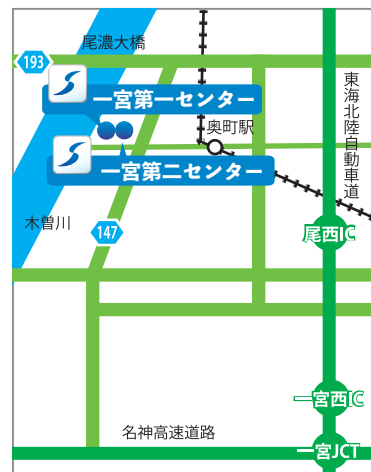 尾濃大橋
193
一宮第一センター
奥町駅
東海北陸自動車道
一宮第二センター
木曽川
147
尾西IC
一宮西IC
名神高速道路
一宮JCT